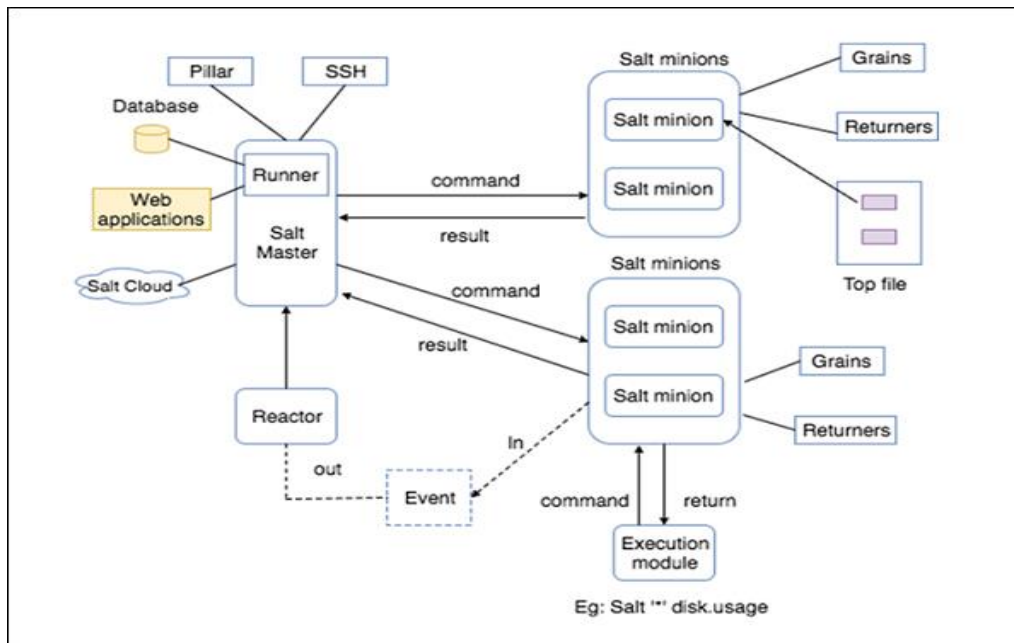 Pillar
SSH
Database
Runner
Web
applications
Salt
Master
Salt Cloud
command
result
command
result
Salt minions
Salt minion
Salt minion
Grains
Returners
Top file
Salt minions
Salt minion
Salt minion
Grains
Returners
Reactor
out
Event
In
command
return
Execution
module
Eg: Salt '*' disk.usage